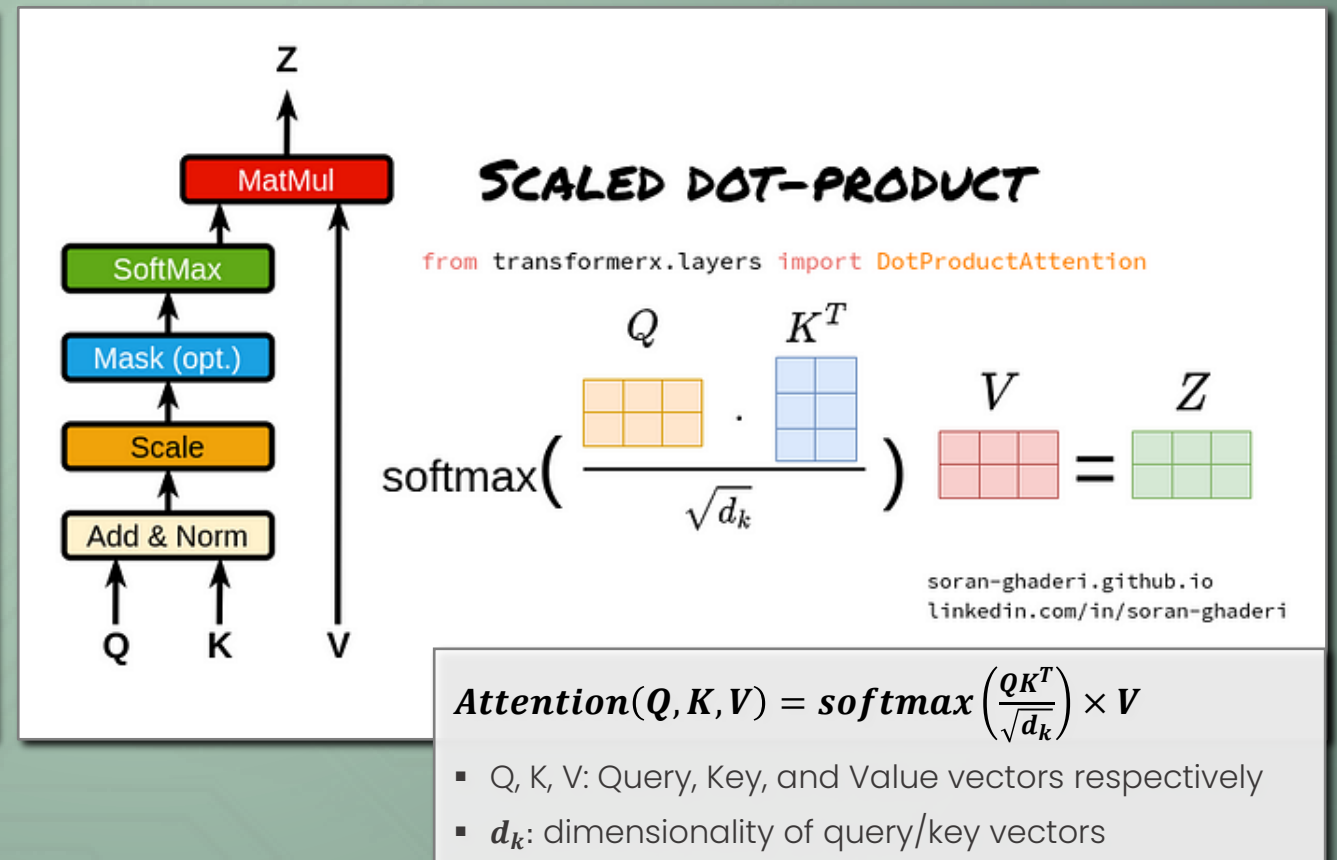 Z
MatMul
SoftMax
Mask (opt.)
Scale
Add & Norm
Q K V
SCALED DOT-PRODUCT
from transformerx.layers import DotProductAttention
Q K^T V Z
softmax( · / √d_k ) =
soran-ghaderi.github.io
linkedin.com/in/soran-ghaderi
Attention(Q, K, V) = softmax(QK^T / √d_k) × V
▪ Q, K, V: Query, Key, and Value vectors respectively
▪ d_k: dimensionality of query/key vectors